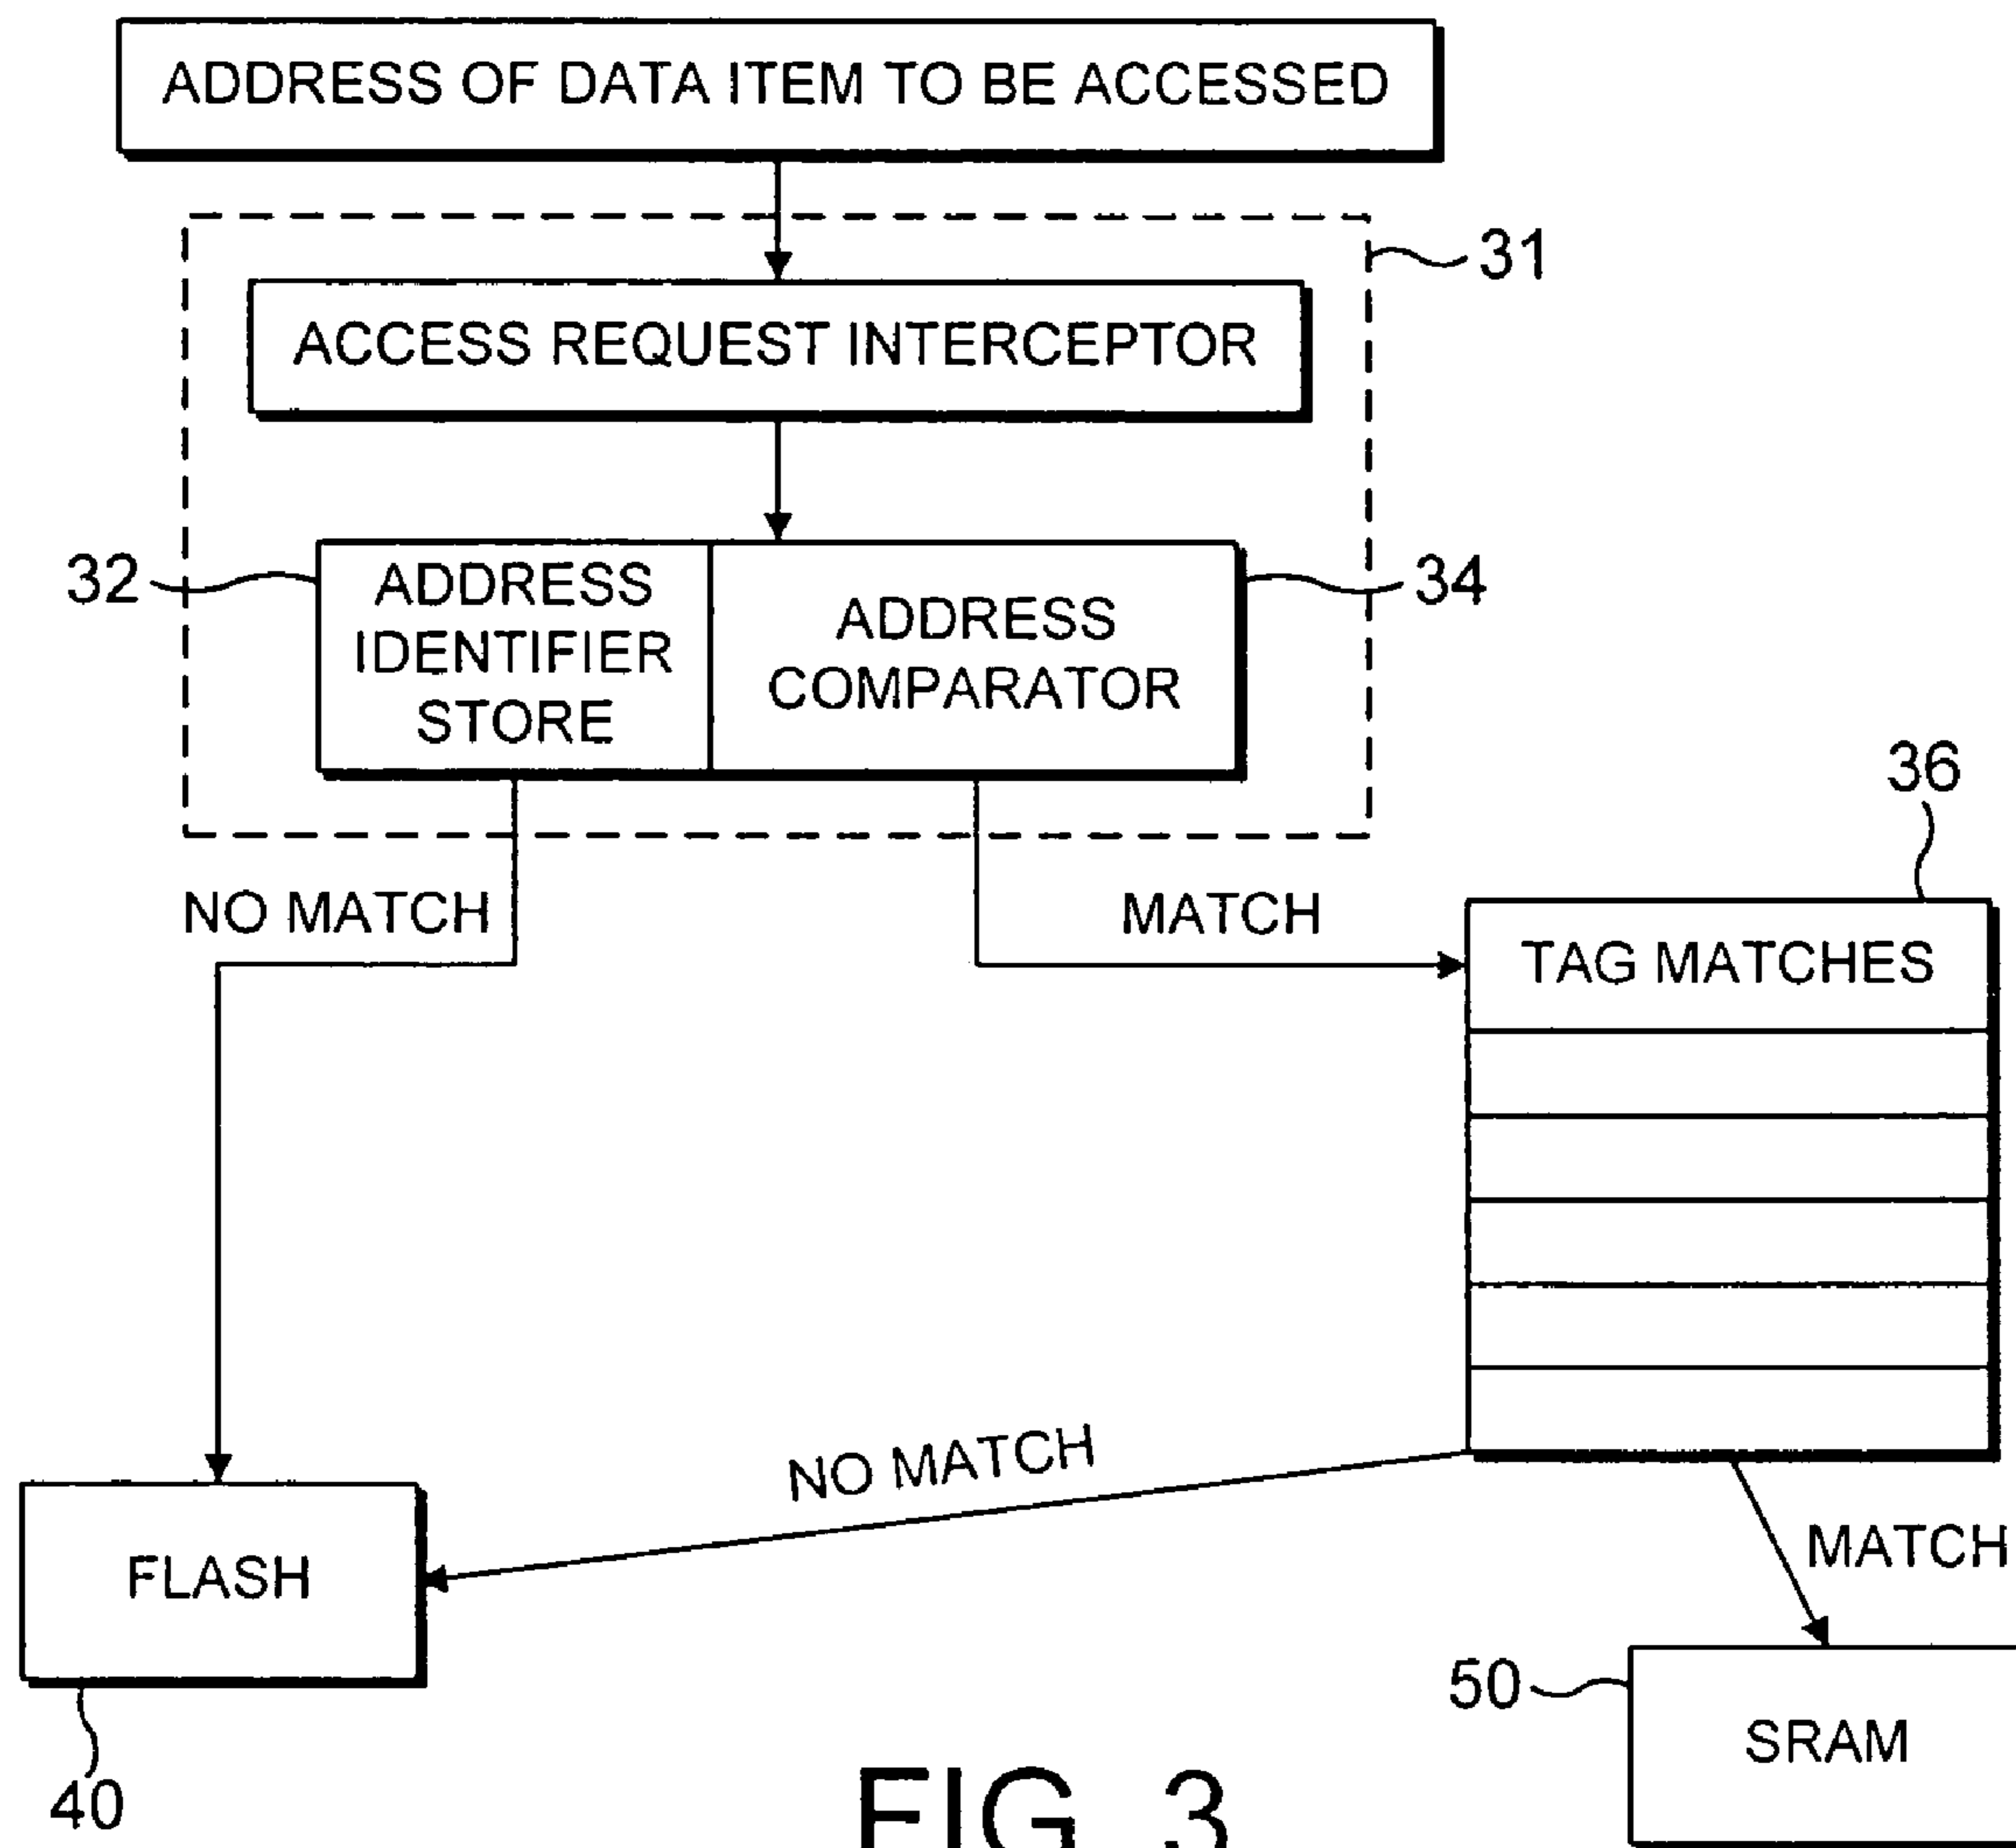 ADDRESS OF DATA ITEM TO BE ACCESSED
31
ACCESS REQUEST INTERCEPTOR
32
ADDRESS
IDENTIFIER
STORE
ADDRESS
COMPARATOR
34
36
NO MATCH
MATCH
TAG MATCHES
NO MATCH
MATCH
FLASH
50
SRAM
40
FIG. 3